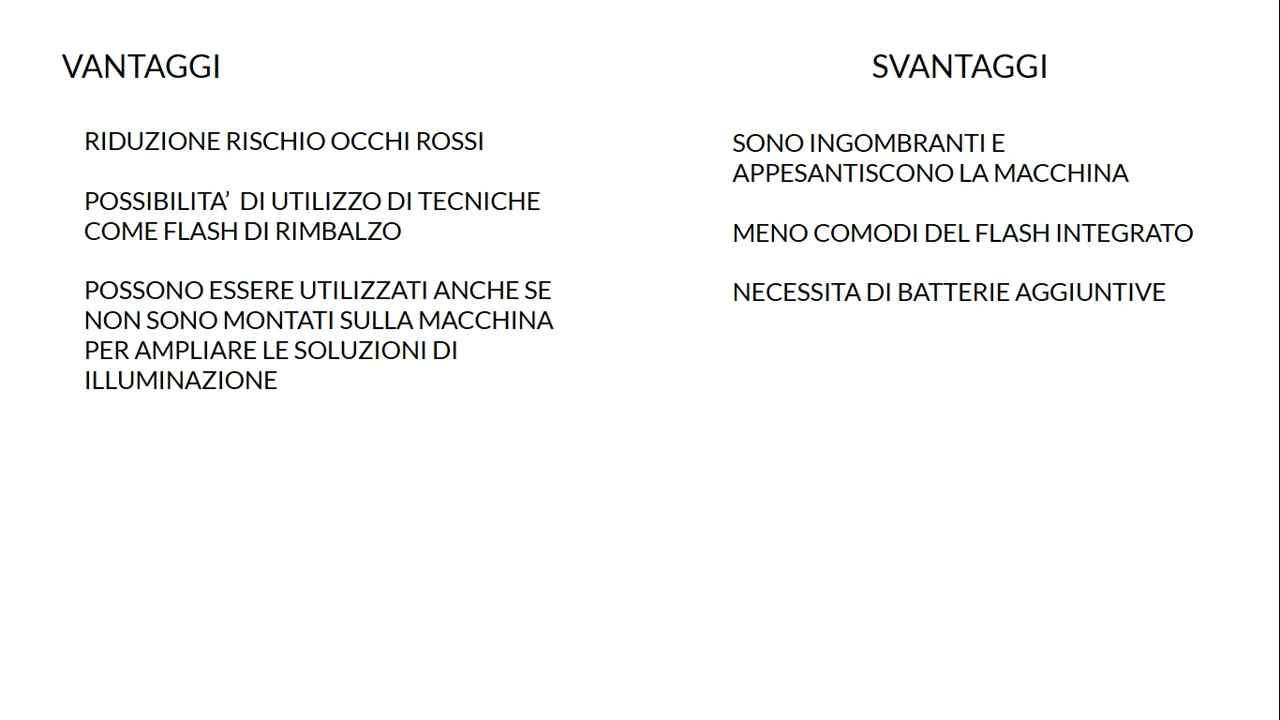 VANTAGGI
RIDUZIONE RISCHIO OCCHI ROSSI
POSSIBILITA’ DI UTILIZZO DI TECNICHE
COME FLASH DI RIMBALZO
POSSONO ESSERE UTILIZZATI ANCHE SE
NON SONO MONTATI SULLA MACCHINA
PER AMPLIARE LE SOLUZIONI DI
ILLUMINAZIONE
SVANTAGGI
SONO INGOMBRANTI E
APPESANTISCONO LA MACCHINA
MENO COMODI DEL FLASH INTEGRATO
NECESSITA DI BATTERIE AGGIUNTIVE